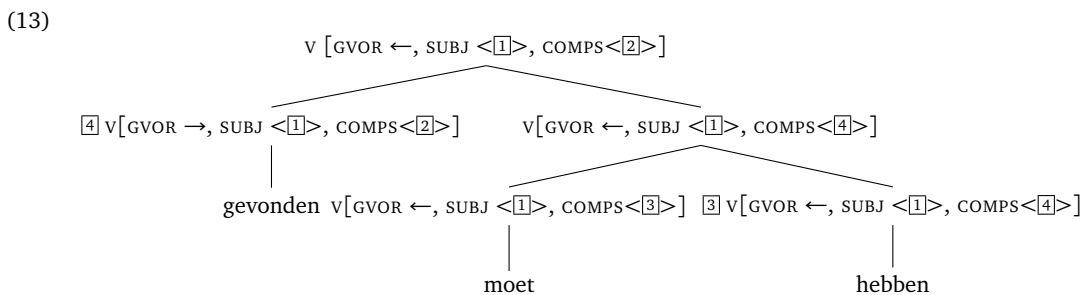 (13)
V [GVOR ←, SUBJ <1>, COMPS<2>]
4 V[GVOR →, SUBJ <1>, COMPS<2>] V[GVOR ←, SUBJ <1>, COMPS<4>]
gevonden V[GVOR ←, SUBJ <1>, COMPS<3>] 3 V[GVOR ←, SUBJ <1>, COMPS<4>]
moet hebben